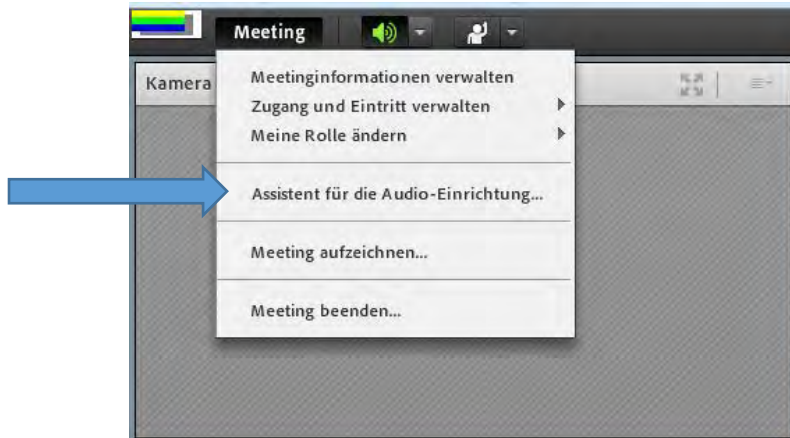 Meeting
Kamera
Meetinginformationen verwalten
Zugang und Eintritt verwalten
Meine Rolle ändern
Assistent für die Audio-Einrichtung...
Meeting aufzeichnen...
Meeting beenden...